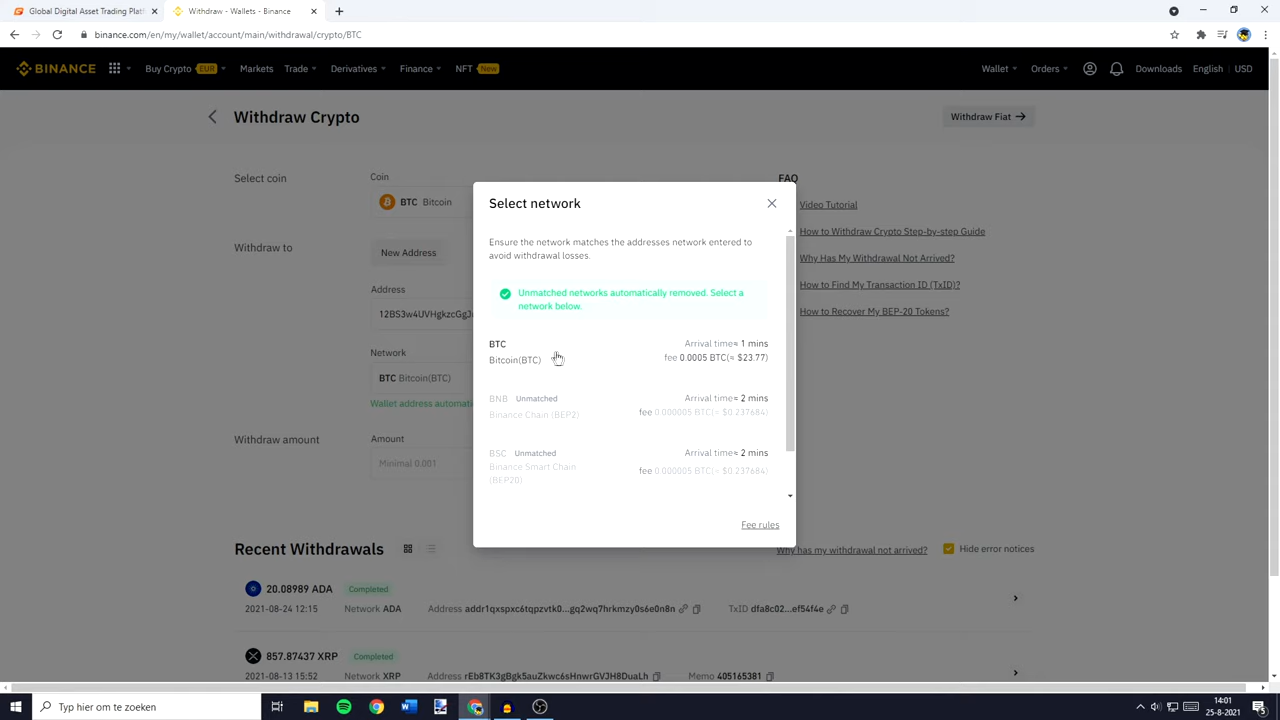 Global Digital Asset Trading Platf
Withdraw - Wallets - Binance
binance.com/en/my/wallet/account/main/withdrawal/crypto/BTC
BINANCE
Buy Crypto EUR
Markets
Trade
Derivatives
Finance
NFT New
Wallet
Orders
Downloads
English
USD
Withdraw Crypto
Withdraw Fiat →
Select coin
Coin
BTC Bitcoin
Withdraw to
New Address
Address
Network
BTC Bitcoin(BTC)
Wallet address automati
Withdraw amount
Amount
Minimal 0.001
Select network
Ensure the network matches the addresses network entered to
avoid withdrawal losses.
Unmatched networks automatically removed. Select a
network below.
BTC
Arrival time≈ 1 mins
Bitcoin(BTC)
fee 0.0005 BTC(≈ $23.77)
BNB Unmatched
Arrival time≈ 2 mins
Binance Chain (BEP2)
fee 0.000005 BTC(≈ $0.237684)
BSC Unmatched
Arrival time≈ 2 mins
Binance Smart Chain
(BEP20)
fee 0.000005 BTC(≈ $0.237684)
Fee rules
FAQ
Video Tutorial
How to Withdraw Crypto Step-by-step Guide
Why Has My Withdrawal Not Arrived?
How to Find My Transaction ID (TxID)?
How to Recover My BEP-20 Tokens?
Recent Withdrawals
Why has my withdrawal not arrived?
Hide error notices
20.08989 ADA Completed
2021-08-24 12:15 Network ADA Address addr1qxspxc6tqpzvtk0...gq2wq7hrkmzy0s6e0n8n TxID dfa8c02...ef54f4e
857.87437 XRP Completed
2021-08-13 15:52 Network XRP Address rEb8TK3gBgk5auZkwc6sHnwrGVJH8DuaLh Memo 405165381
Typ hier om te zoeken
14:01
25-8-2021